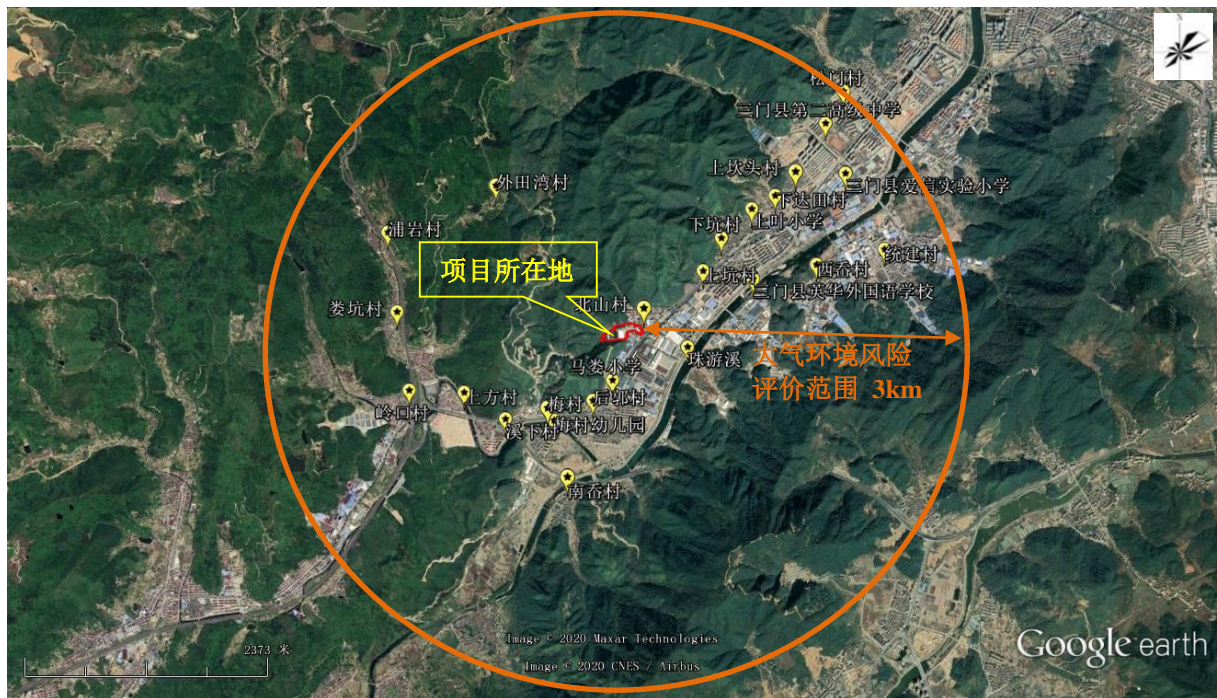 松门村
三门县第二高级中学
上坎头村
三门县爱信实验小学
外田湾村
下达田村
上叶小学
下坑村
浦岩村
统建村
西岙村
上坑村
三门县英华外国语学校
项目所在地
北山村
娄坑村
珠游溪
大气环境风险
评价范围 3km
马娄小学
岭口村
上方村
梅村
后郭村
溪下村
梅村幼儿园
南岙村
Image © 2020 Maxar Technologies
2373 米
Image © 2020 CNES / Airbus
Google earth